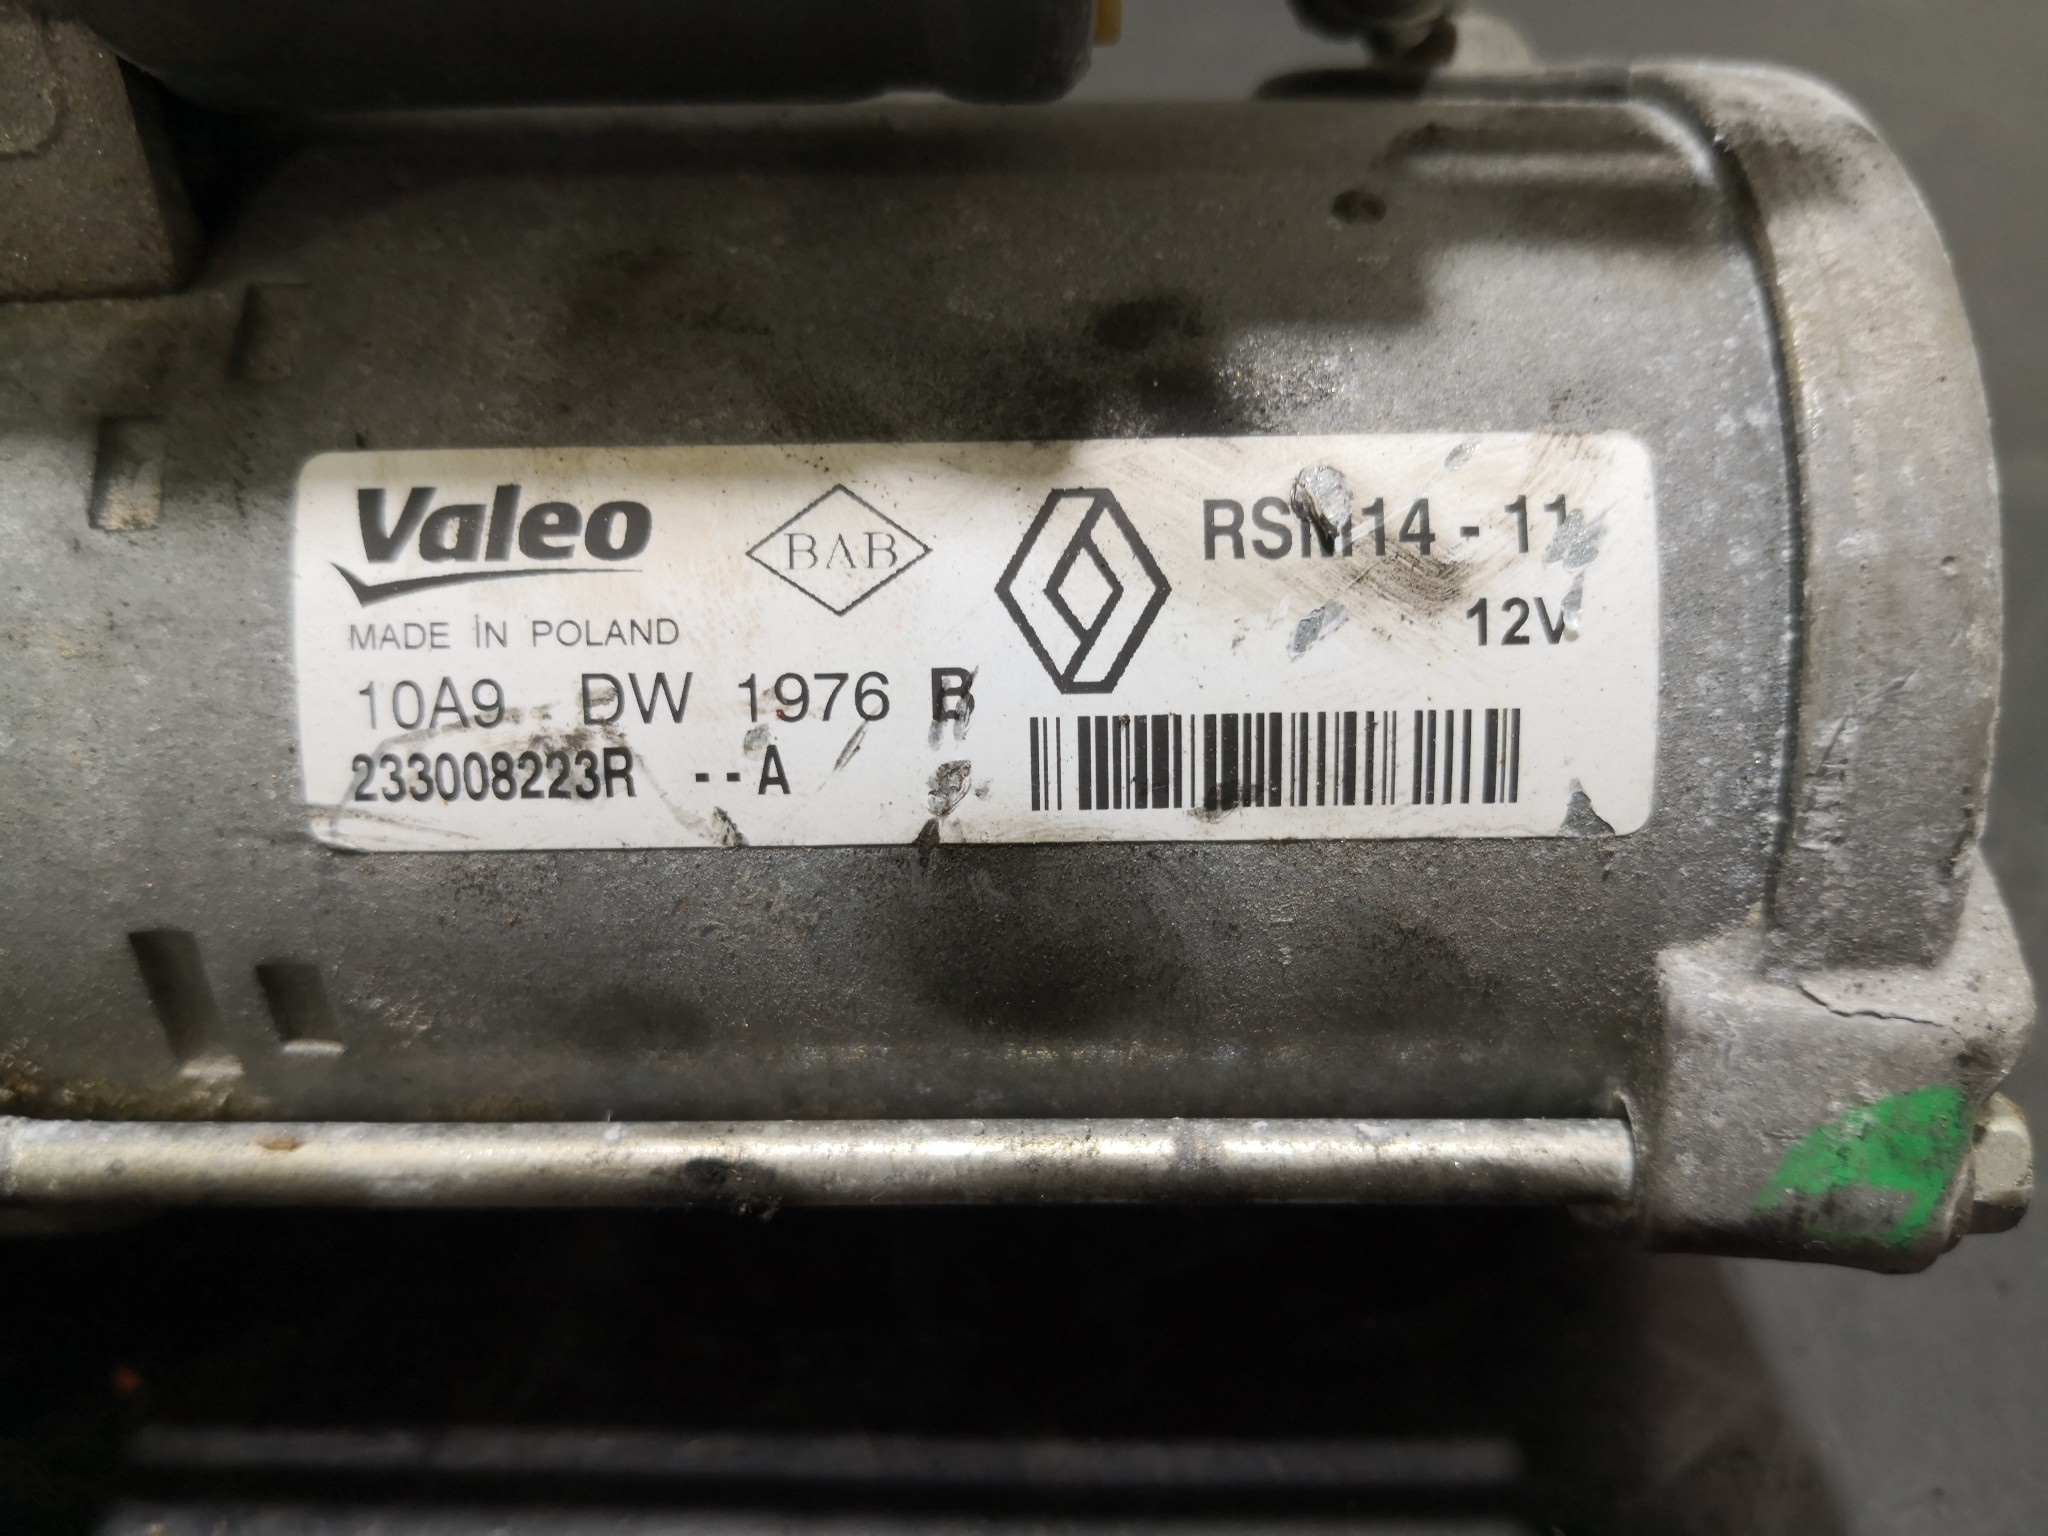 Valeo
BAB
RSM14 - 11
12V
MADE IN POLAND
10A9 DW 1976 B
233008223R --A